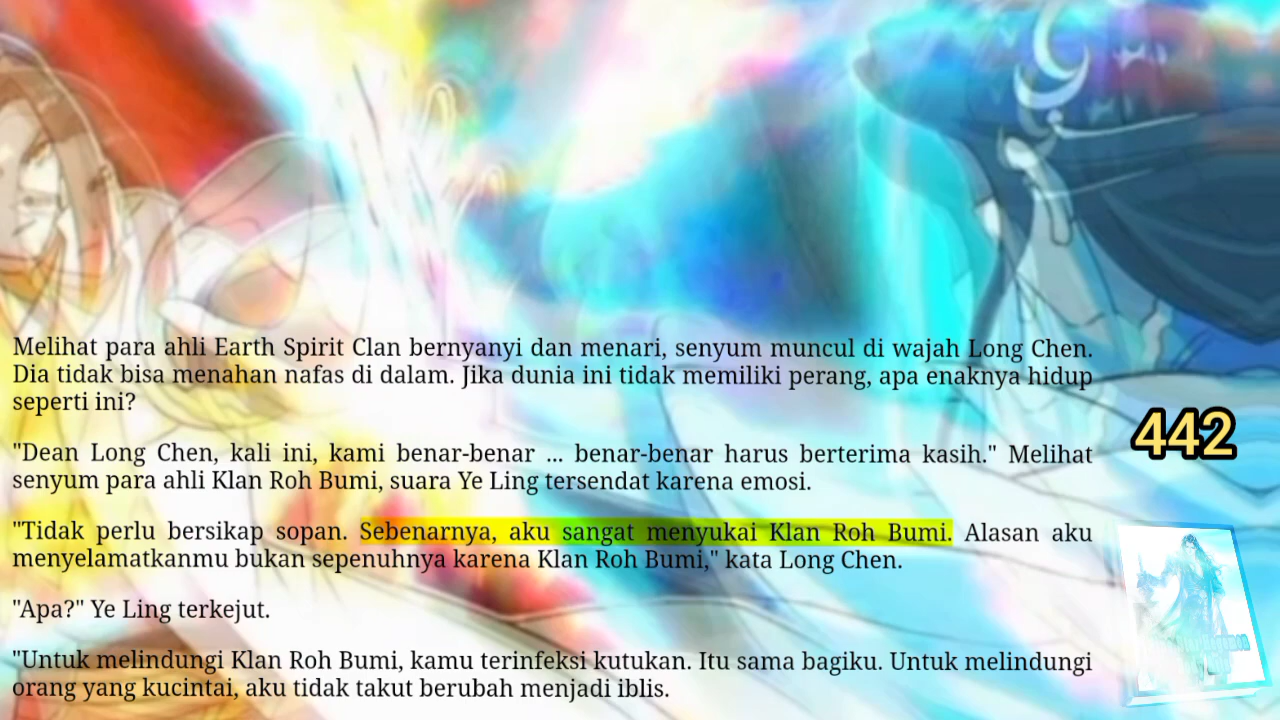 Melihat para ahli Earth Spirit Clan bernyanyi dan menari, senyum muncul di wajah Long Chen.
Dia tidak bisa menahan nafas di dalam. Jika dunia ini tidak memiliki perang, apa enaknya hidup
seperti ini?
"Dean Long Chen, kali ini, kami benar-benar ... benar-benar harus berterima kasih." Melihat
senyum para ahli Klan Roh Bumi, suara Ye Ling tersendat karena emosi.
"Tidak perlu bersikap sopan. Sebenarnya, aku sangat menyukai Klan Roh Bumi. Alasan aku
menyelamatkanmu bukan sepenuhnya karena Klan Roh Bumi," kata Long Chen.
"Apa?" Ye Ling terkejut.
"Untuk melindungi Klan Roh Bumi, kamu terinfeksi kutukan. Itu sama bagiku. Untuk melindungi
orang yang kucintai, aku tidak takut berubah menjadi iblis.
442